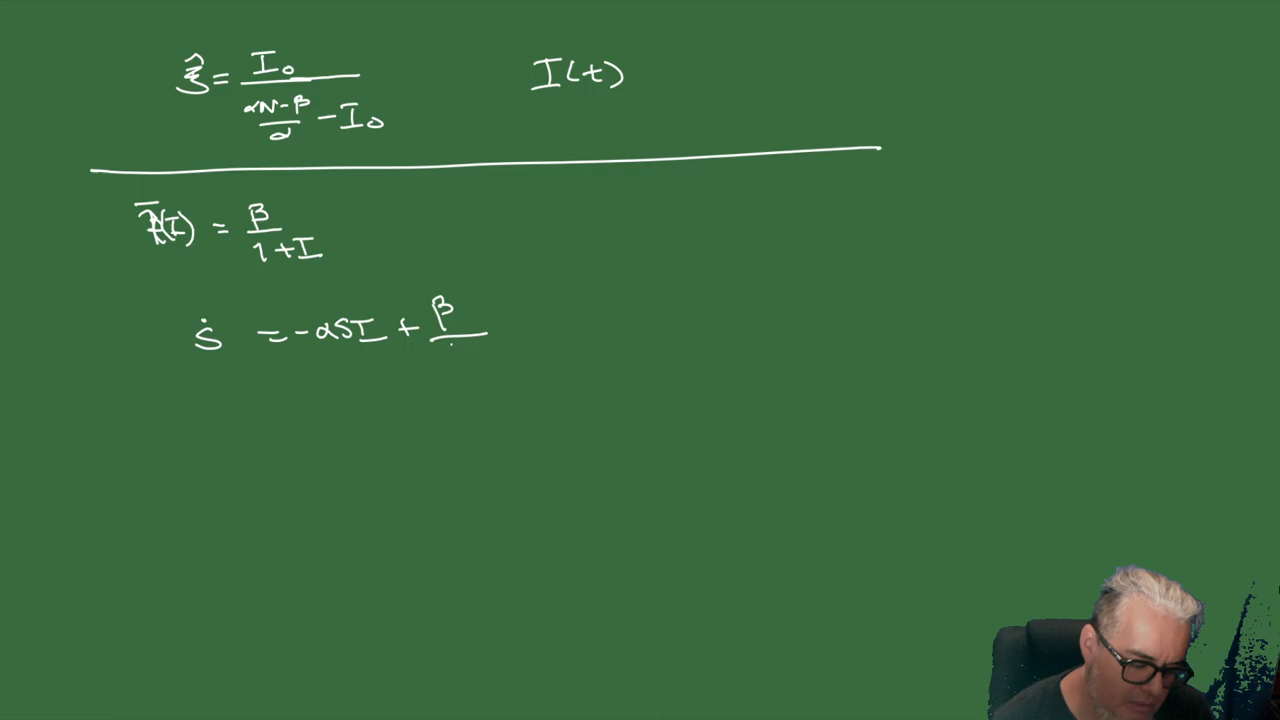 ξ̂ = I₀ / ((αN-β)/α - I₀)    I(t)
(I) = β / (1+I)
Ṡ = -αSI + β /